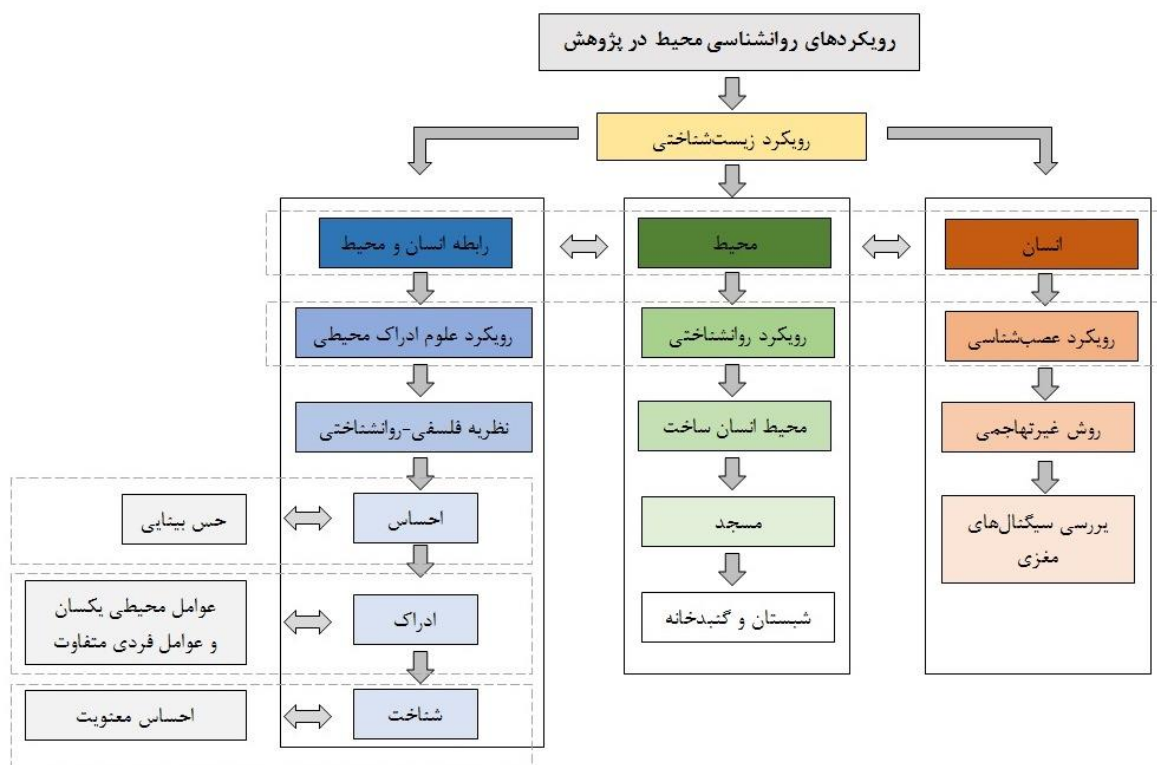 رویکردهای روانشناسی محیط در پژوهش
رویکرد زیست‌شناختی
انسان
محیط
رابطه انسان و محیط
رویکرد عصب‌شناسی
رویکرد روانشناختی
رویکرد علوم ادراک محیطی
روش غیرتهاجمی
محیط انسان ساخت
نظریه فلسفی-روانشناختی
یررسی سیگنال‌های
مغزی
مسجد
احساس
حس بینایی
شبستان و گنبدخانه
ادراک
عوامل محیطی یکسان
و عوامل فردی متفاوت
شناخت
احساس معنویت